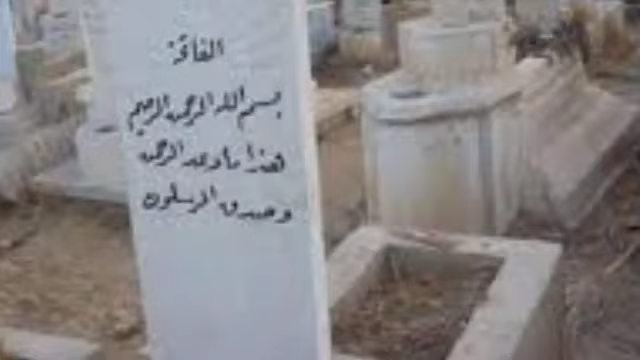 الفاتحة
بسم الله الرحمن الرحيم
هذا ما وعد الرحمن
وصدق المرسلون